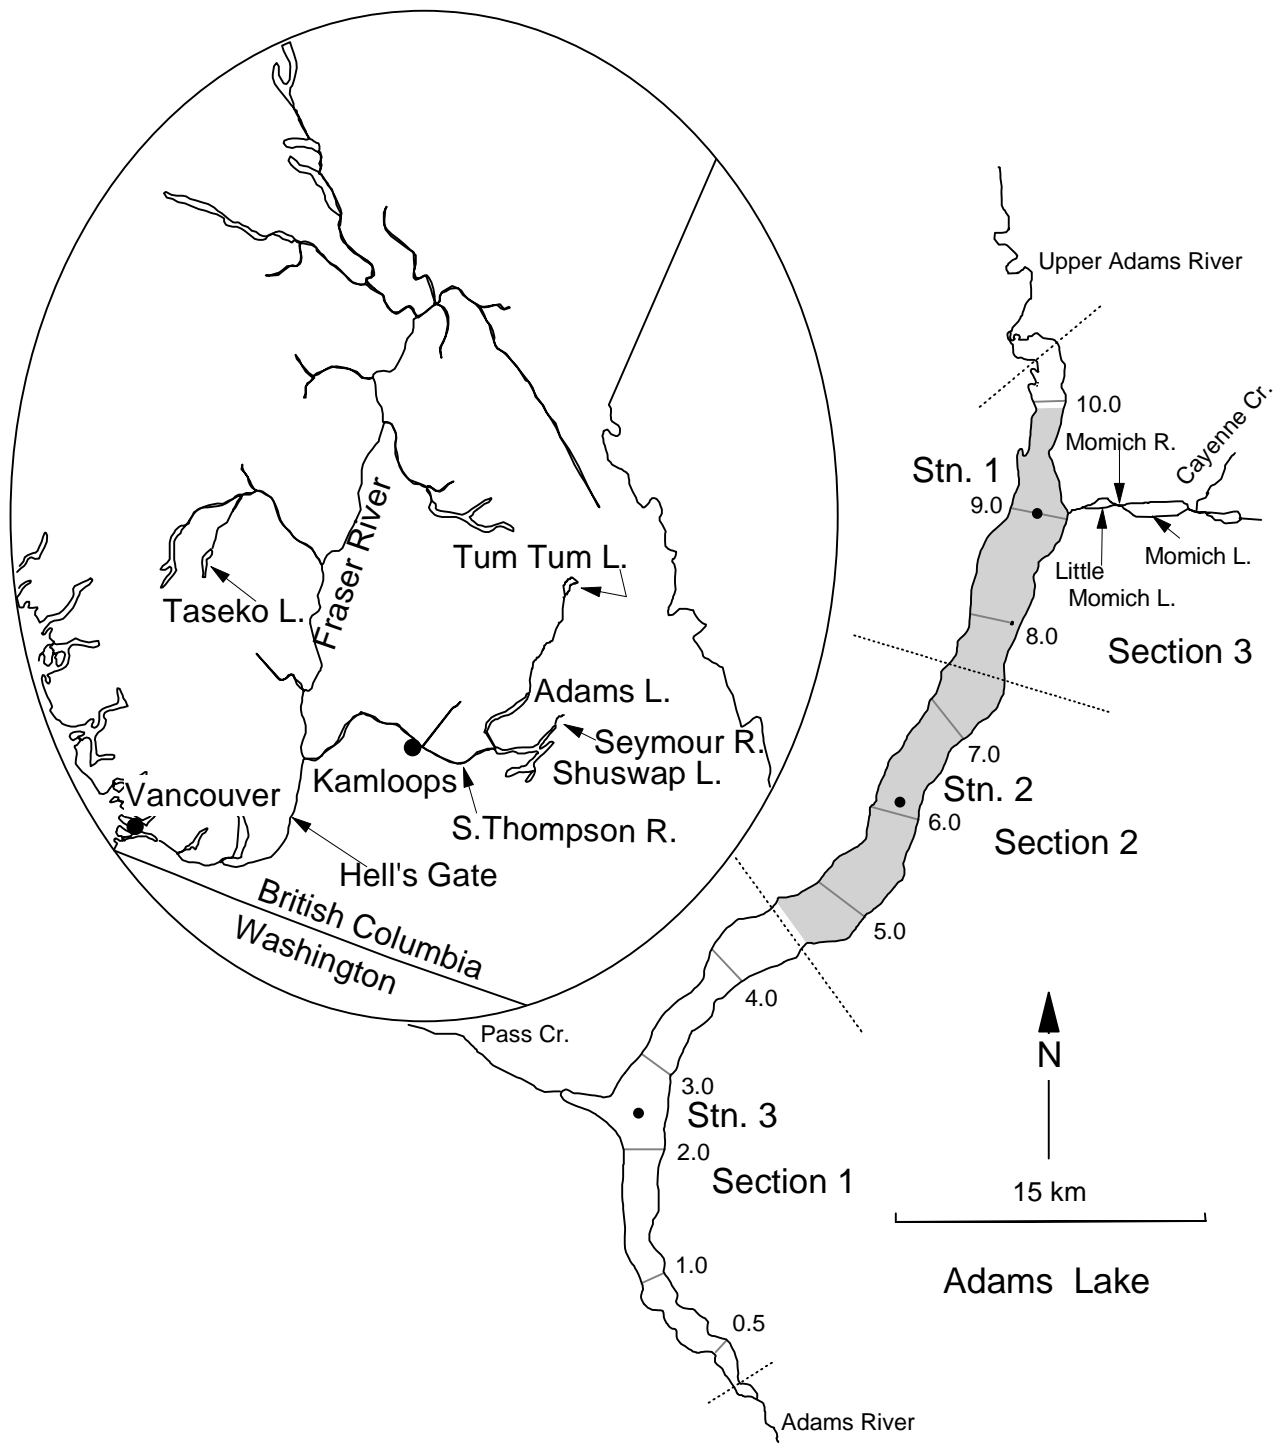 Upper Adams River
10.0
Momich R.
Cayenne Cr.
Stn. 1
9.0
Momich L.
Little
Momich L.
8.0
Section 3
7.0
Stn. 2
6.0
Section 2
5.0
4.0
3.0
Stn. 3
2.0
Section 1
1.0
0.5
Adams River
Pass Cr.
N
15 km
Adams Lake
Fraser River
Tum Tum L.
Taseko L.
Adams L.
Seymour R.
Shuswap L.
Kamloops
S.Thompson R.
Vancouver
Hell's Gate
British Columbia
Washington